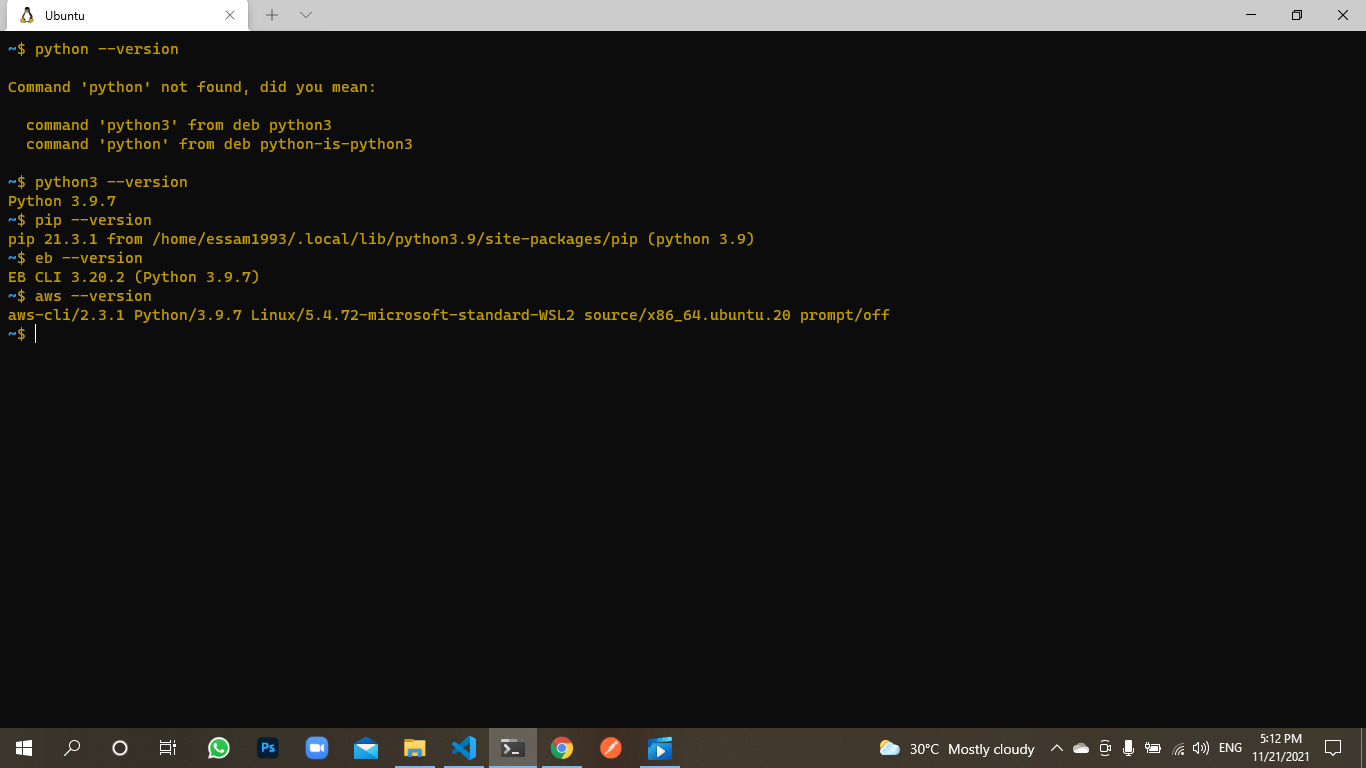 Ubuntu
~$ python --version
Command 'python' not found, did you mean:
command 'python3' from deb python3
command 'python' from deb python-is-python3
~$ python3 --version
Python 3.9.7
~$ pip --version
pip 21.3.1 from /home/essam1993/.local/lib/python3.9/site-packages/pip (python 3.9)
~$ eb --version
EB CLI 3.20.2 (Python 3.9.7)
~$ aws --version
aws-cli/2.3.1 Python/3.9.7 Linux/5.4.72-microsoft-standard-WSL2 source/x86_64.ubuntu.20 prompt/off
~$
Ps
30°C Mostly cloudy
ENG
5:12 PM
11/21/2021